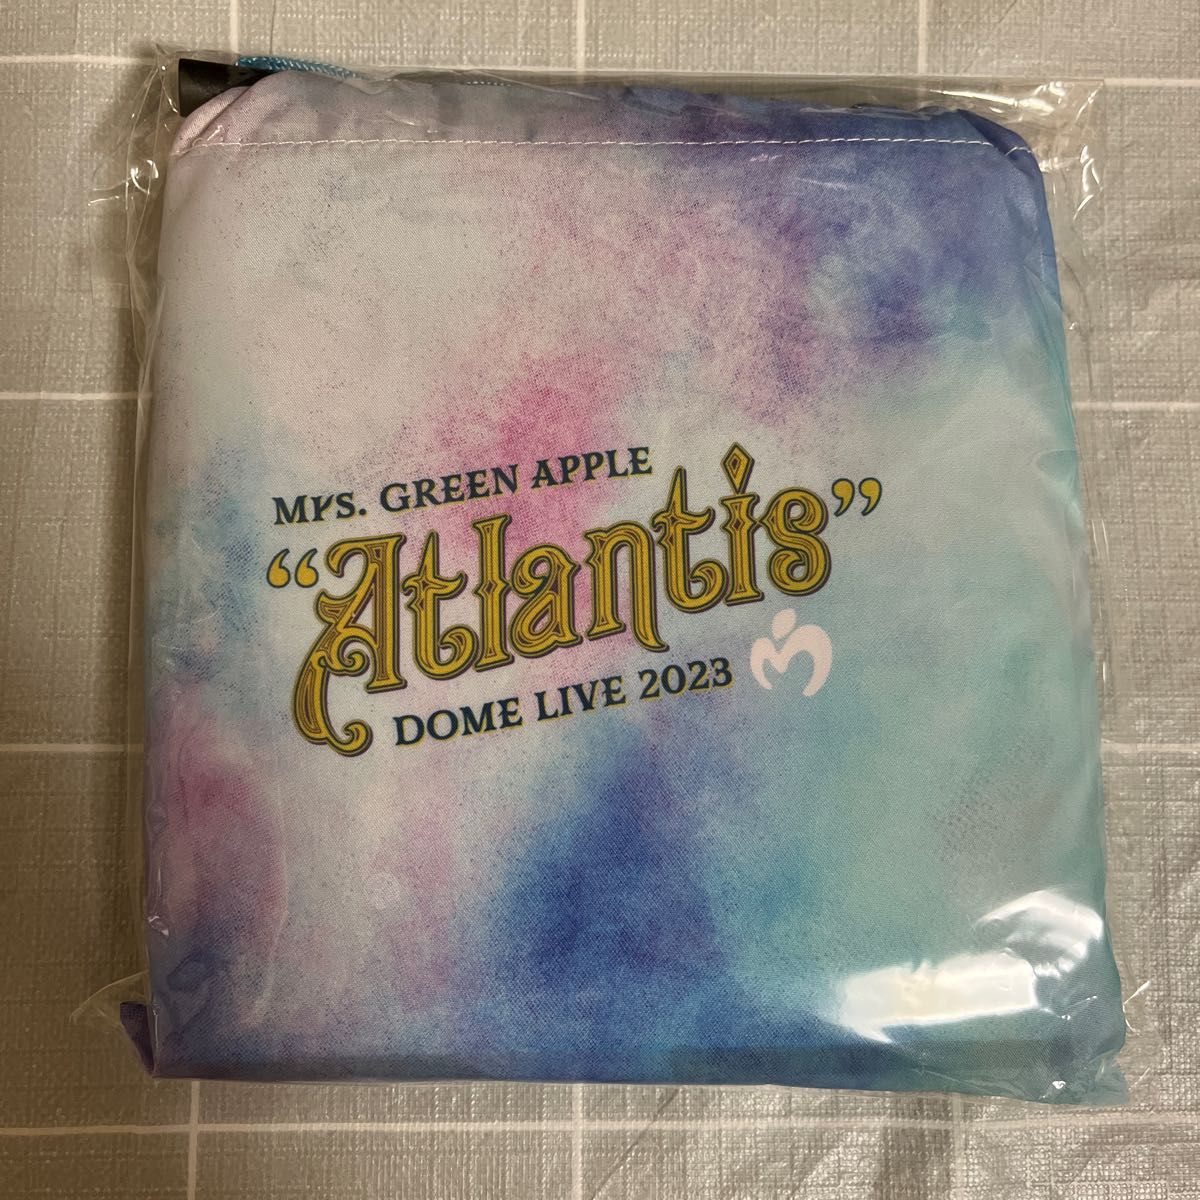 Mrs. GREEN APPLE
“Atlantis”
DOME LIVE 2023